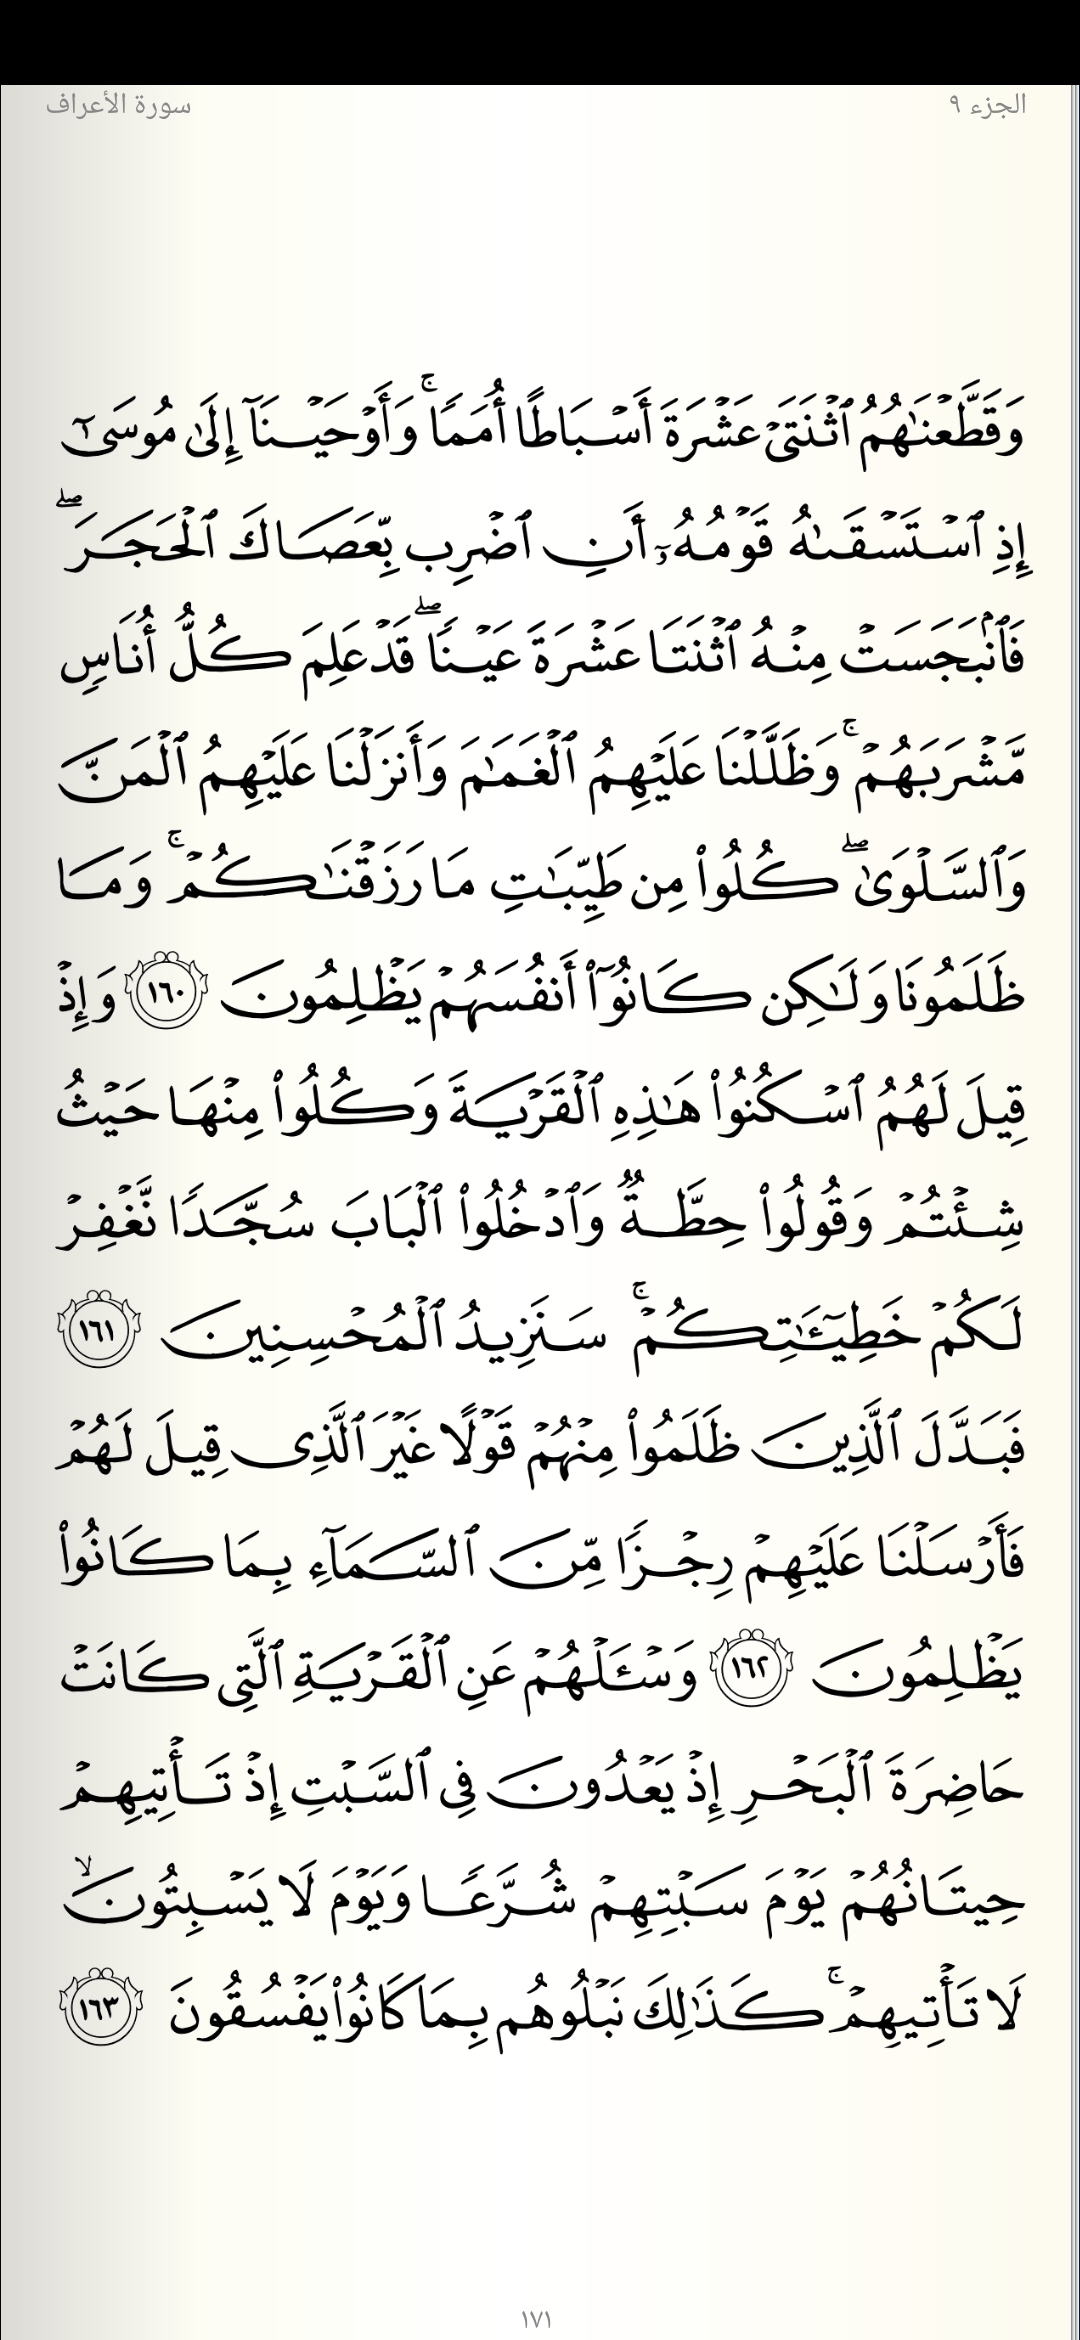 الجزء ٩
سورة الأعراف
وَقَطَّعۡنَٰهُمُ ٱثۡنَتَيۡ عَشۡرَةَ أَسۡبَاطًا أُمَمٗاۚ وَأَوۡحَيۡنَآ إِلَىٰ مُوسَىٰٓ
إِذِ ٱسۡتَسۡقَىٰهُ قَوۡمُهُۥٓ أَنِ ٱضۡرِب بِّعَصَاكَ ٱلۡحَجَرَۖ
فَٱنۢبَجَسَتۡ مِنۡهُ ٱثۡنَتَا عَشۡرَةَ عَيۡنٗاۖ قَدۡ عَلِمَ كُلُّ أُنَاسٖ
مَّشۡرَبَهُمۡۚ وَظَلَّلۡنَا عَلَيۡهِمُ ٱلۡغَمَٰمَ وَأَنزَلۡنَا عَلَيۡهِمُ ٱلۡمَنَّ
وَٱلسَّلۡوَىٰۖ كُلُواْ مِن طَيِّبَٰتِ مَا رَزَقۡنَٰكُمۡۚ وَمَا
ظَلَمُونَا وَلَٰكِن كَانُوٓاْ أَنفُسَهُمۡ يَظۡلِمُونَ ١٦٠ وَإِذۡ
قِيلَ لَهُمُ ٱسۡكُنُواْ هَٰذِهِ ٱلۡقَرۡيَةَ وَكُلُواْ مِنۡهَا حَيۡثُ
شِئۡتُمۡ وَقُولُواْ حِطَّةٞ وَٱدۡخُلُواْ ٱلۡبَابَ سُجَّدٗا نَّغۡفِرۡ
لَكُمۡ خَطِيٓـَٰٔتِكُمۡۚ سَنَزِيدُ ٱلۡمُحۡسِنِينَ ١٦١
فَبَدَّلَ ٱلَّذِينَ ظَلَمُواْ مِنۡهُمۡ قَوۡلًا غَيۡرَ ٱلَّذِي قِيلَ لَهُمۡ
فَأَرۡسَلۡنَا عَلَيۡهِمۡ رِجۡزٗا مِّنَ ٱلسَّمَآءِ بِمَا كَانُواْ
يَظۡلِمُونَ ١٦٢ وَسۡـَٔلۡهُمۡ عَنِ ٱلۡقَرۡيَةِ ٱلَّتِي كَانَتۡ
حَاضِرَةَ ٱلۡبَحۡرِ إِذۡ يَعۡدُونَ فِي ٱلسَّبۡتِ إِذۡ تَأۡتِيهِمۡ
حِيتَانُهُمۡ يَوۡمَ سَبۡتِهِمۡ شُرَّعٗا وَيَوۡمَ لَا يَسۡبِتُونَۙ
لَا تَأۡتِيهِمۡۚ كَذَٰلِكَ نَبۡلُوهُم بِمَا كَانُواْ يَفۡسُقُونَ ١٦٣
١٧١